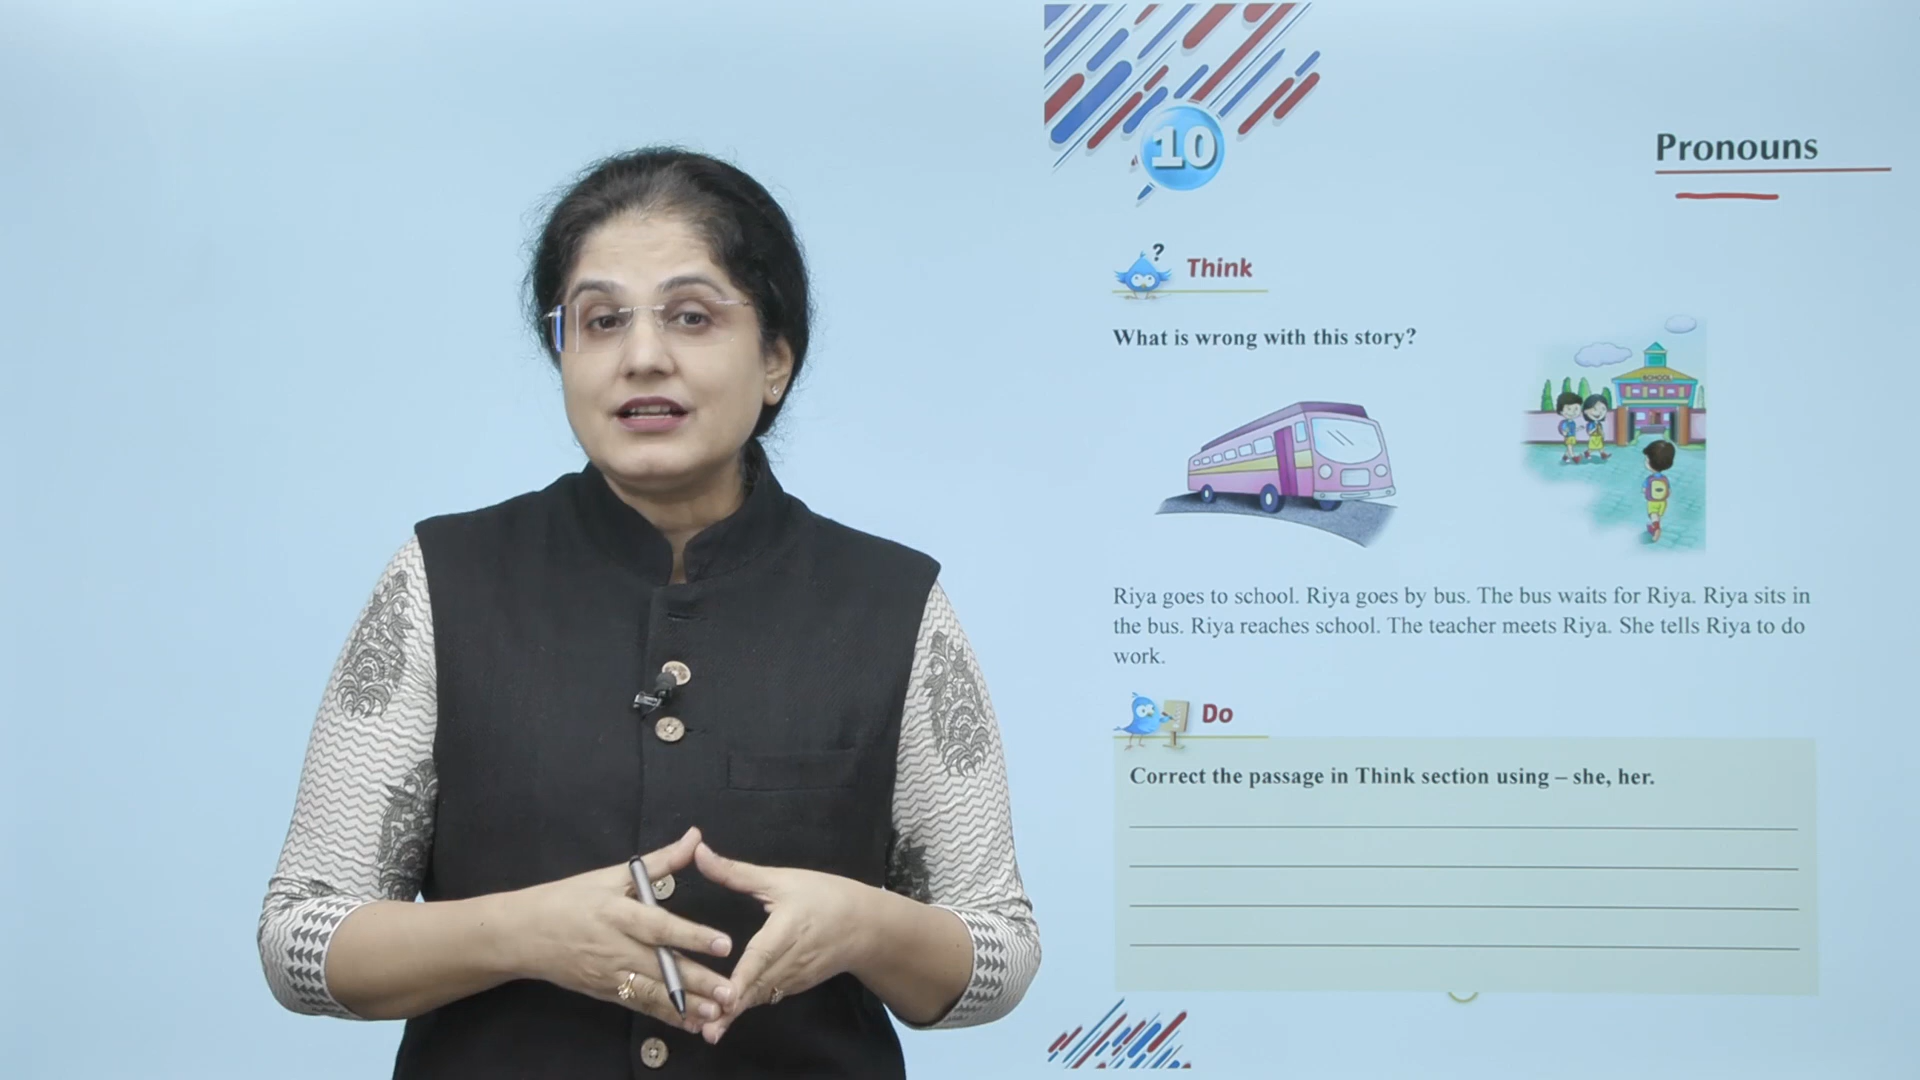 10
Pronouns
?
Think
What is wrong with this story?
SCHOOL
Riya goes to school. Riya goes by bus. The bus waits for Riya. Riya sits in
the bus. Riya reaches school. The teacher meets Riya. She tells Riya to do
work.
Do
Correct the passage in Think section using – she, her.